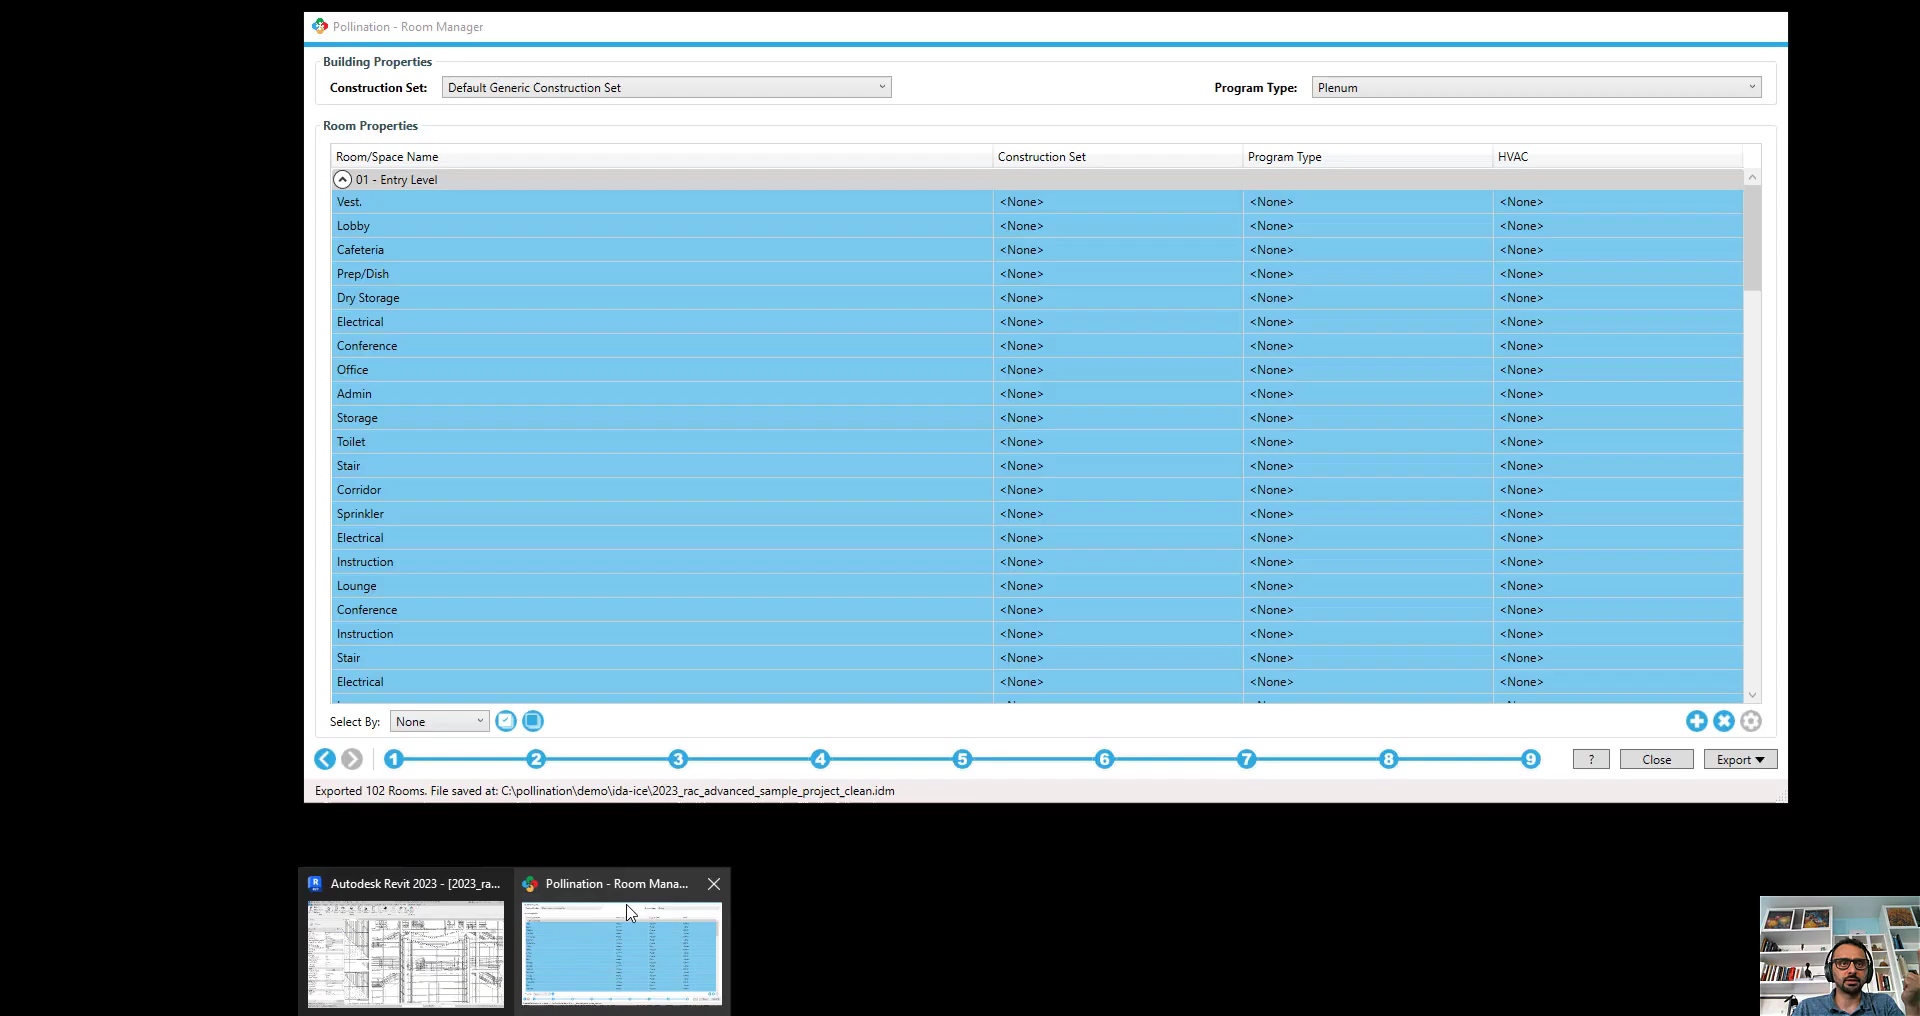 Pollination - Room Manager
Building Properties
Construction Set: Default Generic Construction Set Program Type: Plenum
Room Properties
Room/Space Name Construction Set Program Type HVAC
01 - Entry Level
Vest. <None> <None> <None>
Lobby <None> <None> <None>
Cafeteria <None> <None> <None>
Prep/Dish <None> <None> <None>
Dry Storage <None> <None> <None>
Electrical <None> <None> <None>
Conference <None> <None> <None>
Office <None> <None> <None>
Admin <None> <None> <None>
Storage <None> <None> <None>
Toilet <None> <None> <None>
Stair <None> <None> <None>
Corridor <None> <None> <None>
Sprinkler <None> <None> <None>
Electrical <None> <None> <None>
Instruction <None> <None> <None>
Lounge <None> <None> <None>
Conference <None> <None> <None>
Instruction <None> <None> <None>
Stair <None> <None> <None>
Electrical <None> <None> <None>
Select By: None
1 2 3 4 5 6 7 8 9 ? Close Export
Exported 102 Rooms. File saved at: C:\pollination\demo\ida-ice\2023_rac_advanced_sample_project_clean.idm
Autodesk Revit 2023 - [2023_ra... Pollination - Room Mana...